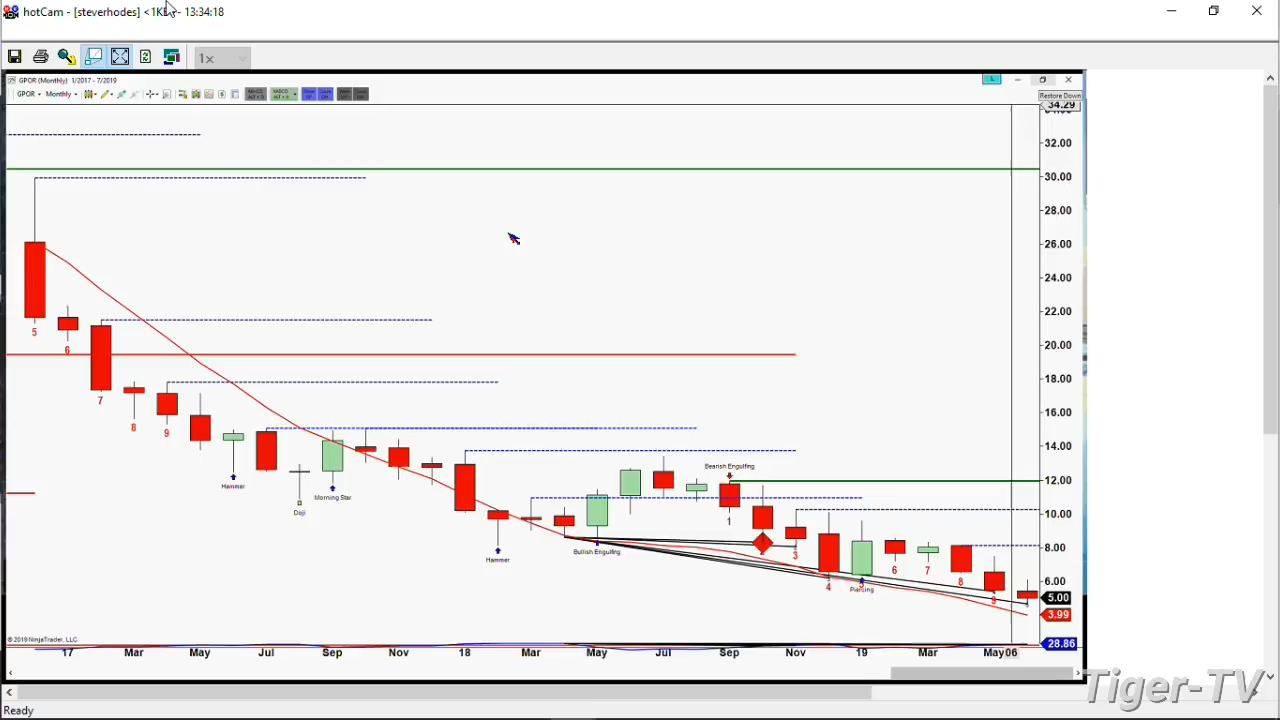 hotCam - [steverhodes] - 13:34:18
1x
GPOR (Monthly) 1/2017 - 7/2019
GPOR Monthly
Restore Down
34.29
32.00
30.00
28.00
26.00
24.00
22.00
20.00
18.00
16.00
14.00
12.00
10.00
8.00
6.00
5.00
3.99
28.86
5
6
7
8
9
Hammer
Doji
Morning Star
Hammer
Bullish Engulfing
Bearish Engulfing
1
3
4
Piercing
6
7
8
9
© 2019 NinjaTrader, LLC
17 Mar May Jul Sep Nov 18 Mar May Jul Sep Nov 19 Mar May06
Ready
Tiger-TV